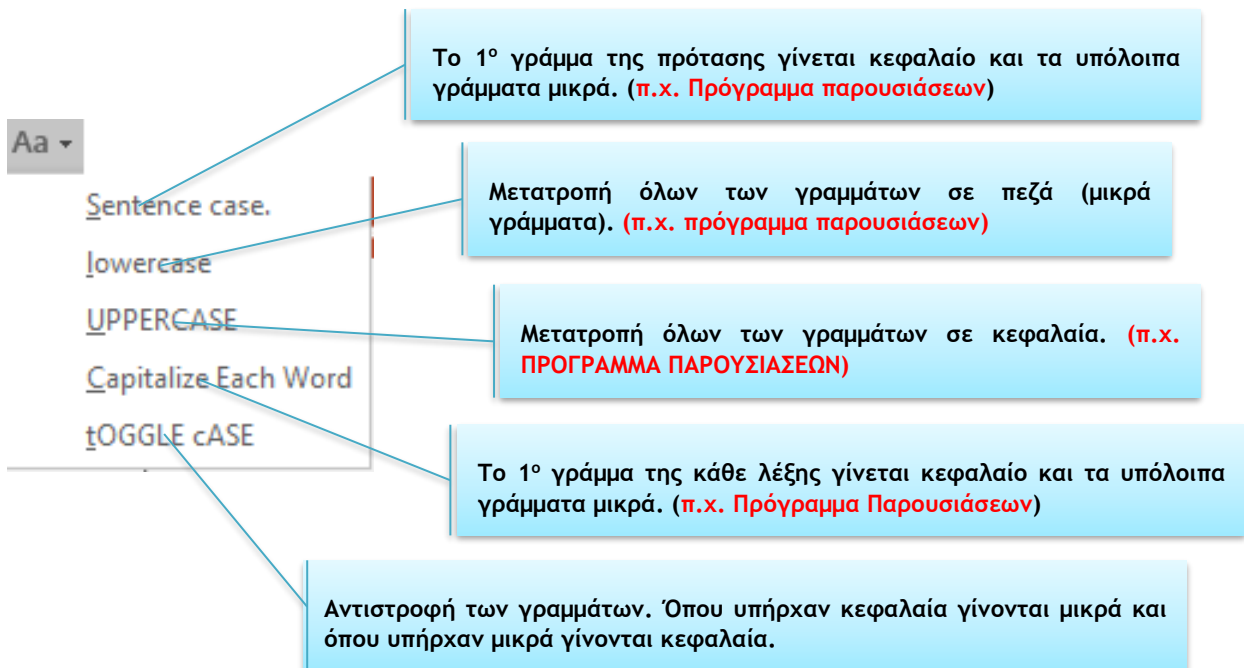 Το 1ο γράμμα της πρότασης γίνεται κεφαλαίο και τα υπόλοιπα
γράμματα μικρά. (π.χ. Πρόγραμμα παρουσιάσεων)
Aa
Sentence case.
lowercase
UPPERCASE
Capitalize Each Word
tOGGLE cASE
Μετατροπή όλων των γραμμάτων σε πεζά (μικρά
γράμματα). (π.χ. πρόγραμμα παρουσιάσεων)
Μετατροπή όλων των γραμμάτων σε κεφαλαία. (π.χ.
ΠΡΟΓΡΑΜΜΑ ΠΑΡΟΥΣΙΑΣΕΩΝ)
Το 1ο γράμμα της κάθε λέξης γίνεται κεφαλαίο και τα υπόλοιπα
γράμματα μικρά. (π.χ. Πρόγραμμα Παρουσιάσεων)
Αντιστροφή των γραμμάτων. Όπου υπήρχαν κεφαλαία γίνονται μικρά και
όπου υπήρχαν μικρά γίνονται κεφαλαία.